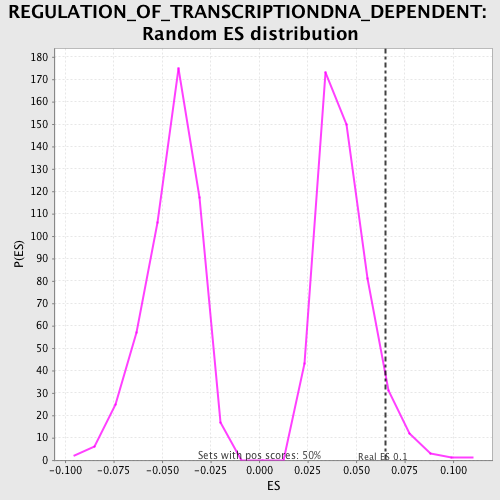 REGULATION_OF_TRANSCRIPTIONDNA_DEPENDENT:
Random ES distribution
180
170
160
150
140
130
120
110
100
90
80
70
60
50
40
30
20
10
0
P(ES)
Sets with pos scores: 50%
Real ES 0.1
-0.100 -0.075 -0.050 -0.025 0.000 0.025 0.050 0.075 0.100
ES